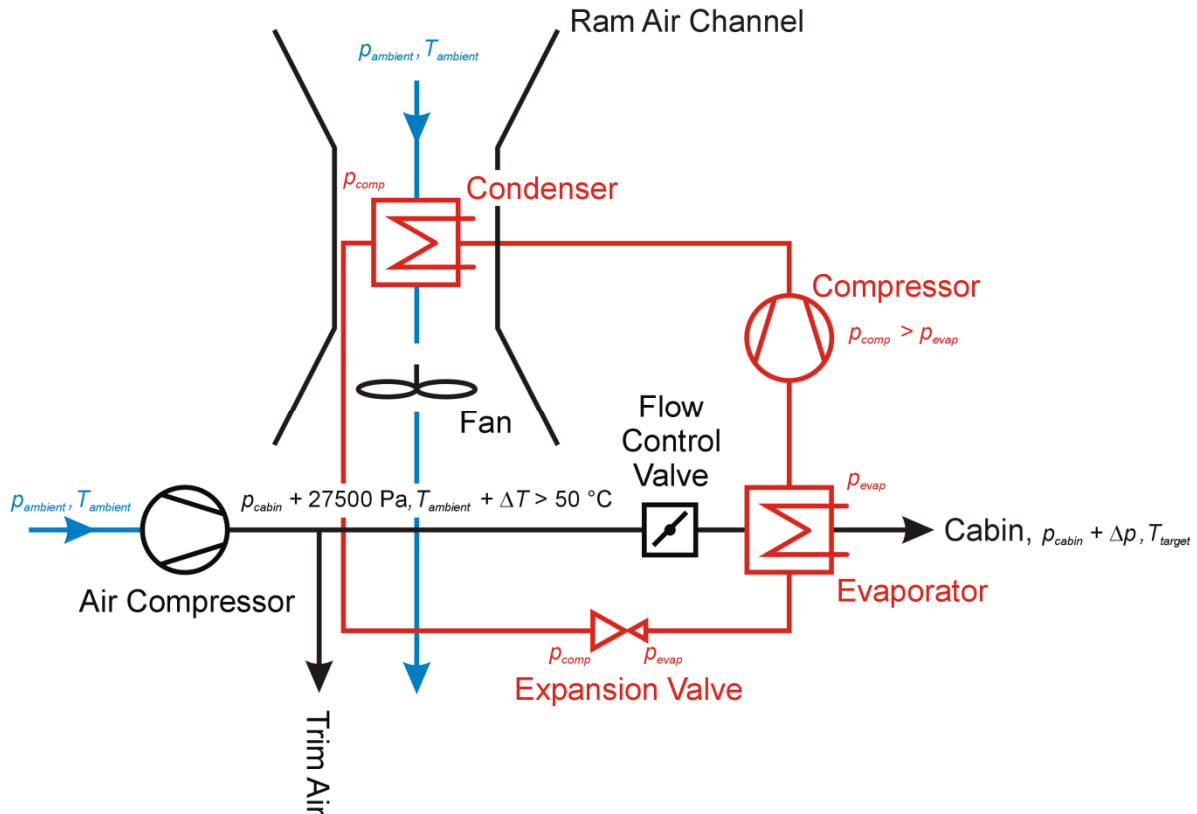 Ram Air Channel
p_ambient, T_ambient
p_comp
Condenser
Compressor
p_comp > p_evap
Fan
Flow
Control
Valve
p_ambient, T_ambient
p_cabin + 27500 Pa, T_ambient + ΔT > 50 °C
p_evap
Cabin, p_cabin + Δp, T_target
Air Compressor
Evaporator
p_comp
p_evap
Expansion Valve
Trim Air